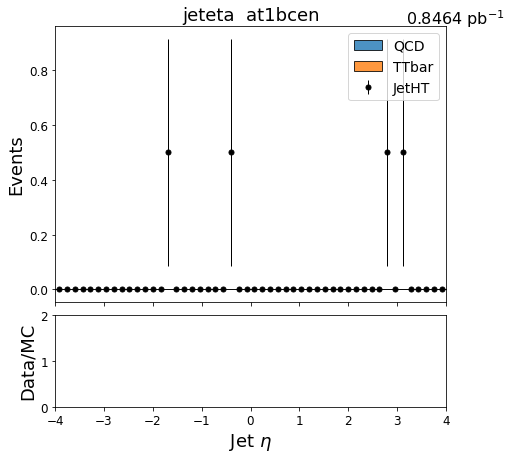 jeteta  at1bcen
0.8464 pb⁻¹
QCD
TTbar
JetHT
Events
0.8
0.6
0.4
0.2
0.0
Data/MC
2
1
0
−4 −3 −2 −1 0 1 2 3 4
Jet η